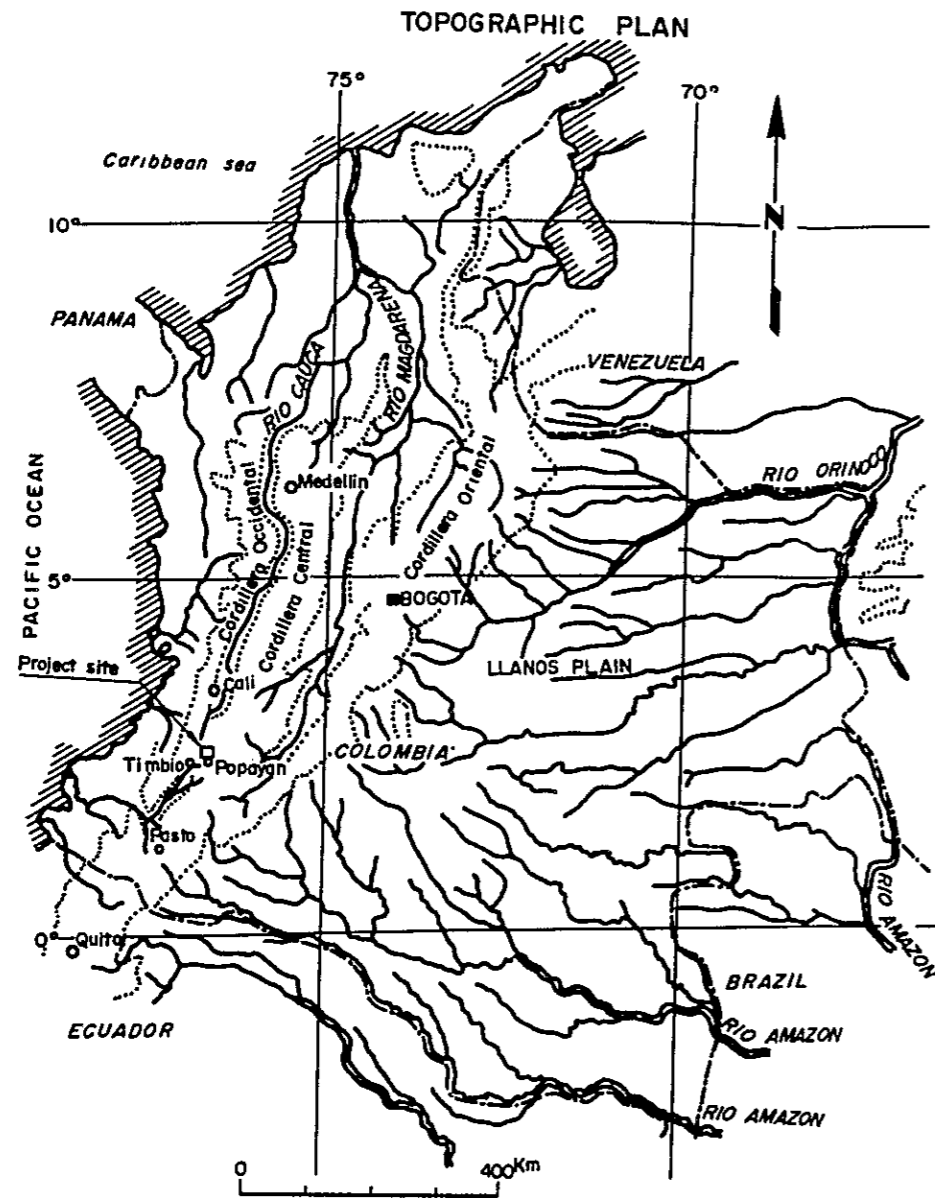 TOPOGRAPHIC PLAN
75°
70°
Caribbean sea
10°
N
PANAMA
RIO MAGDARENA
VENEZUELA
RIO CAUCA
RIO ORINOOO
Medellin
Cordillera Occidental
Cordillera Central
Cordillera Oriental
PACIFIC OCEAN
5°
BOGOTA
LLANOS PLAIN
Project site
Cali
COLOMBIA
Timbio
Popayan
Pasto
RIO AMAZON
0°
Quito
BRAZIL
ECUADOR
RIO AMAZON
RIO AMAZON
0
400Km